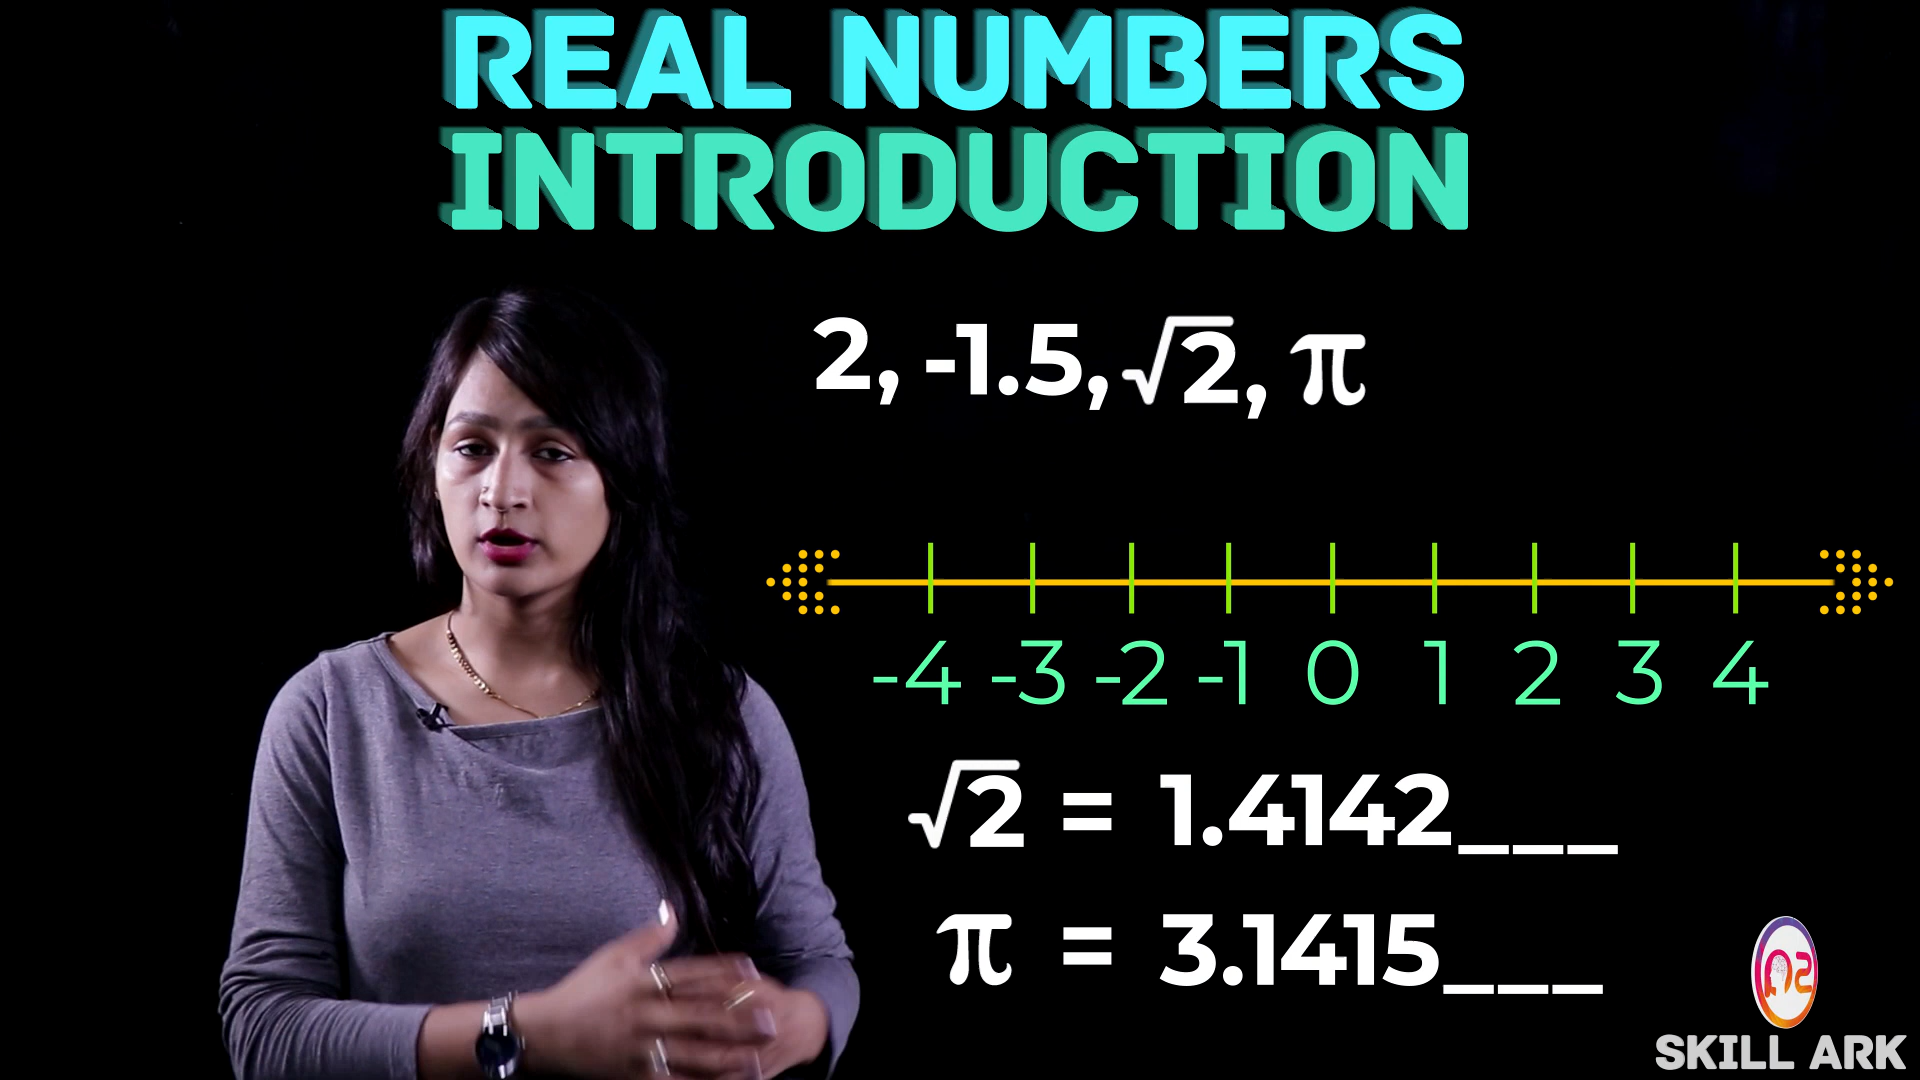 REAL NUMBERS
INTRODUCTION
2, -1.5, √2, π
-4 -3 -2 -1 0 1 2 3 4
√2 = 1.4142___
π = 3.1415___
SKILL ARK